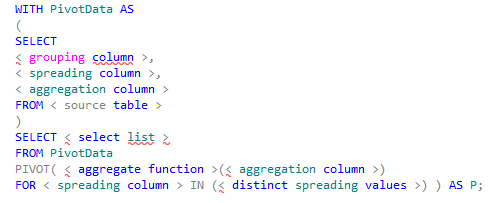 WITH PivotData AS
(
SELECT
< grouping column >,
< spreading column >,
< aggregation column >
FROM < source table >
)
SELECT < select list >
FROM PivotData
PIVOT( < aggregate function >(< aggregation column >)
FOR < spreading column > IN (< distinct spreading values >) ) AS P;